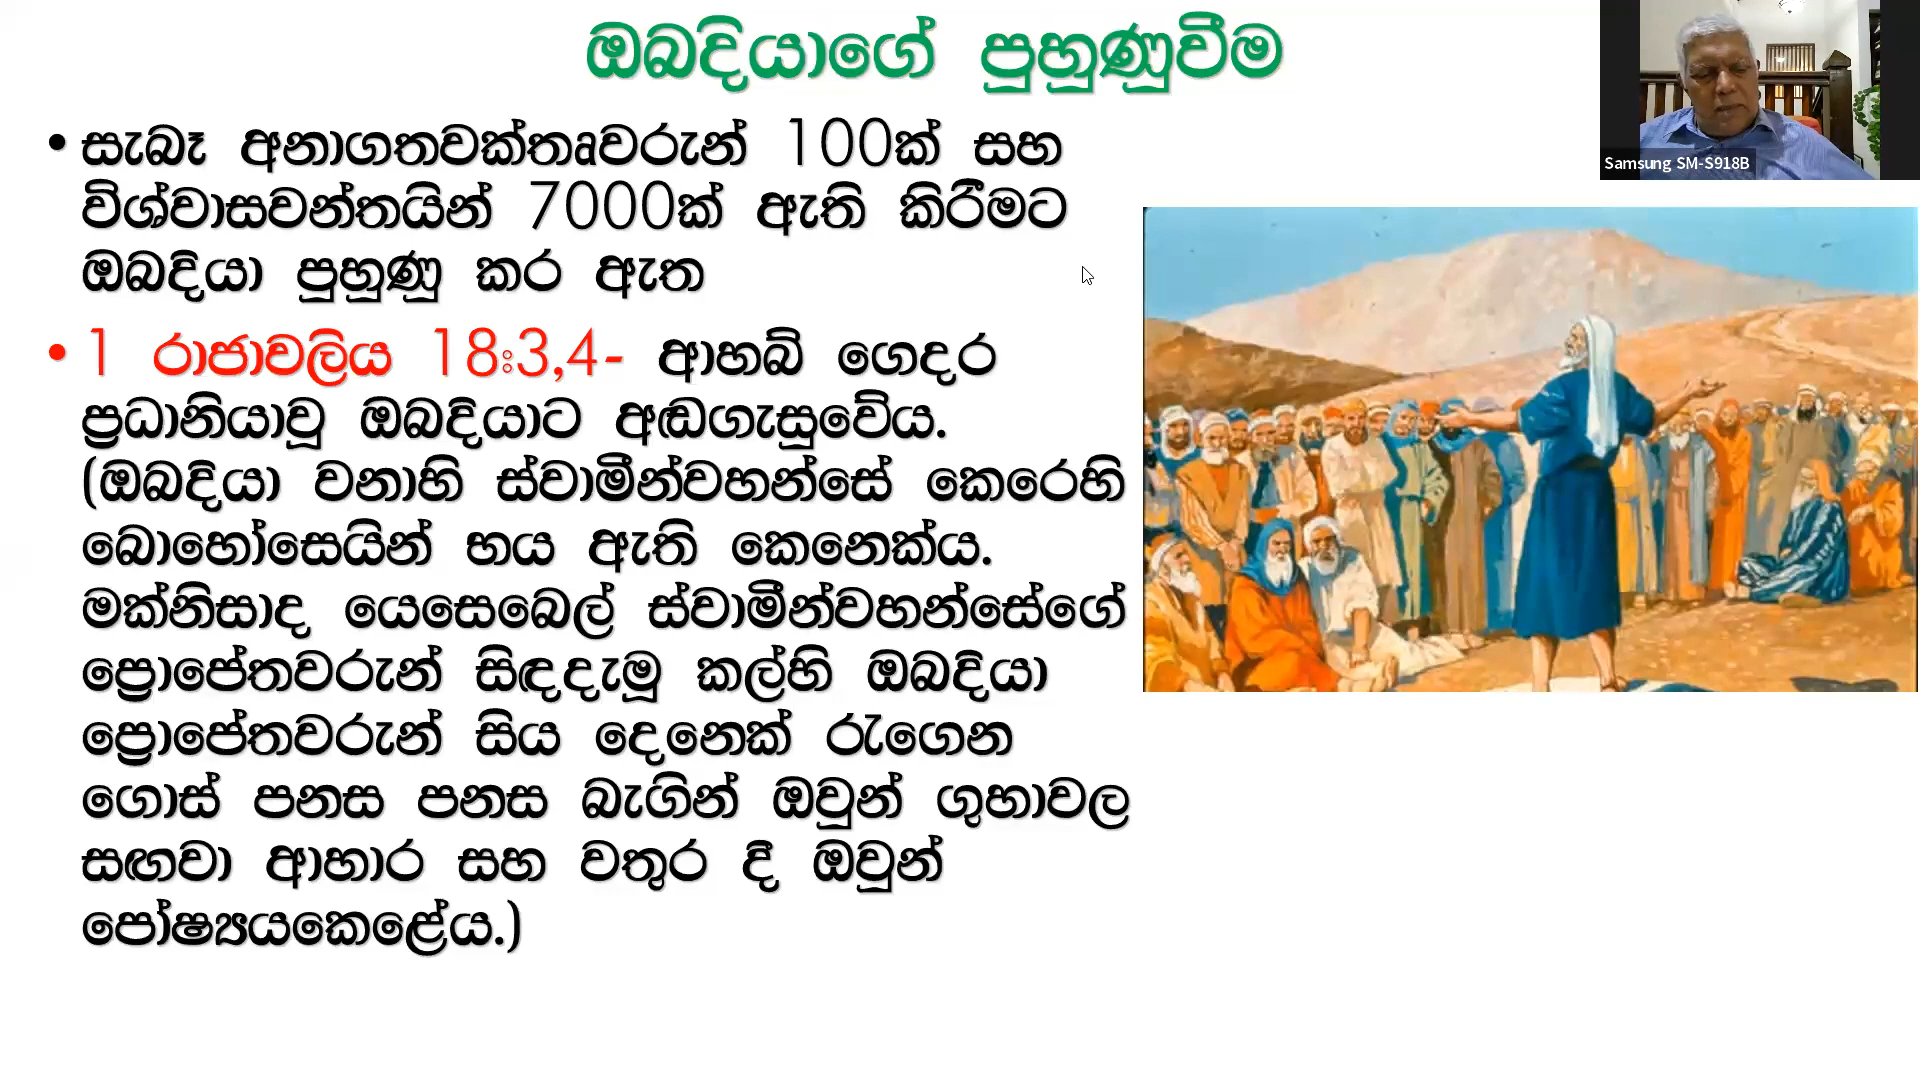 ඔබදියාගේ පුහුණුවීම
Samsung SM-S918B
• සැබෑ අනාගතවක්තෘවරුන් 100ක් සහ
විශ්වාසවන්තයින් 7000ක් ඇති කිරීමට
ඔබදියා පුහුණු කර ඇත
• 1 රාජාවලිය 18:3,4- ආහබ් ගෙදර
ප්‍රධානියාවූ ඔබදියාට අඬගැසුවේය.
(ඔබදියා වනාහි ස්වාමීන්වහන්සේ කෙරෙහි
බොහෝසෙයින් භය ඇති කෙනෙක්ය.
මක්නිසාද යෙසෙබෙල් ස්වාමීන්වහන්සේගේ
ප්‍රොපේතවරුන් සිඳදැමූ කල්හි ඔබදියා
ප්‍රොපේතවරුන් සිය දෙනෙක් රැගෙන
ගොස් පනස පනස බැගින් ඔවුන් ගුහාවල
සඟවා ආහාර සහ වතුර දී ඔවුන්
පෝෂ්‍යයකෙළේය.)